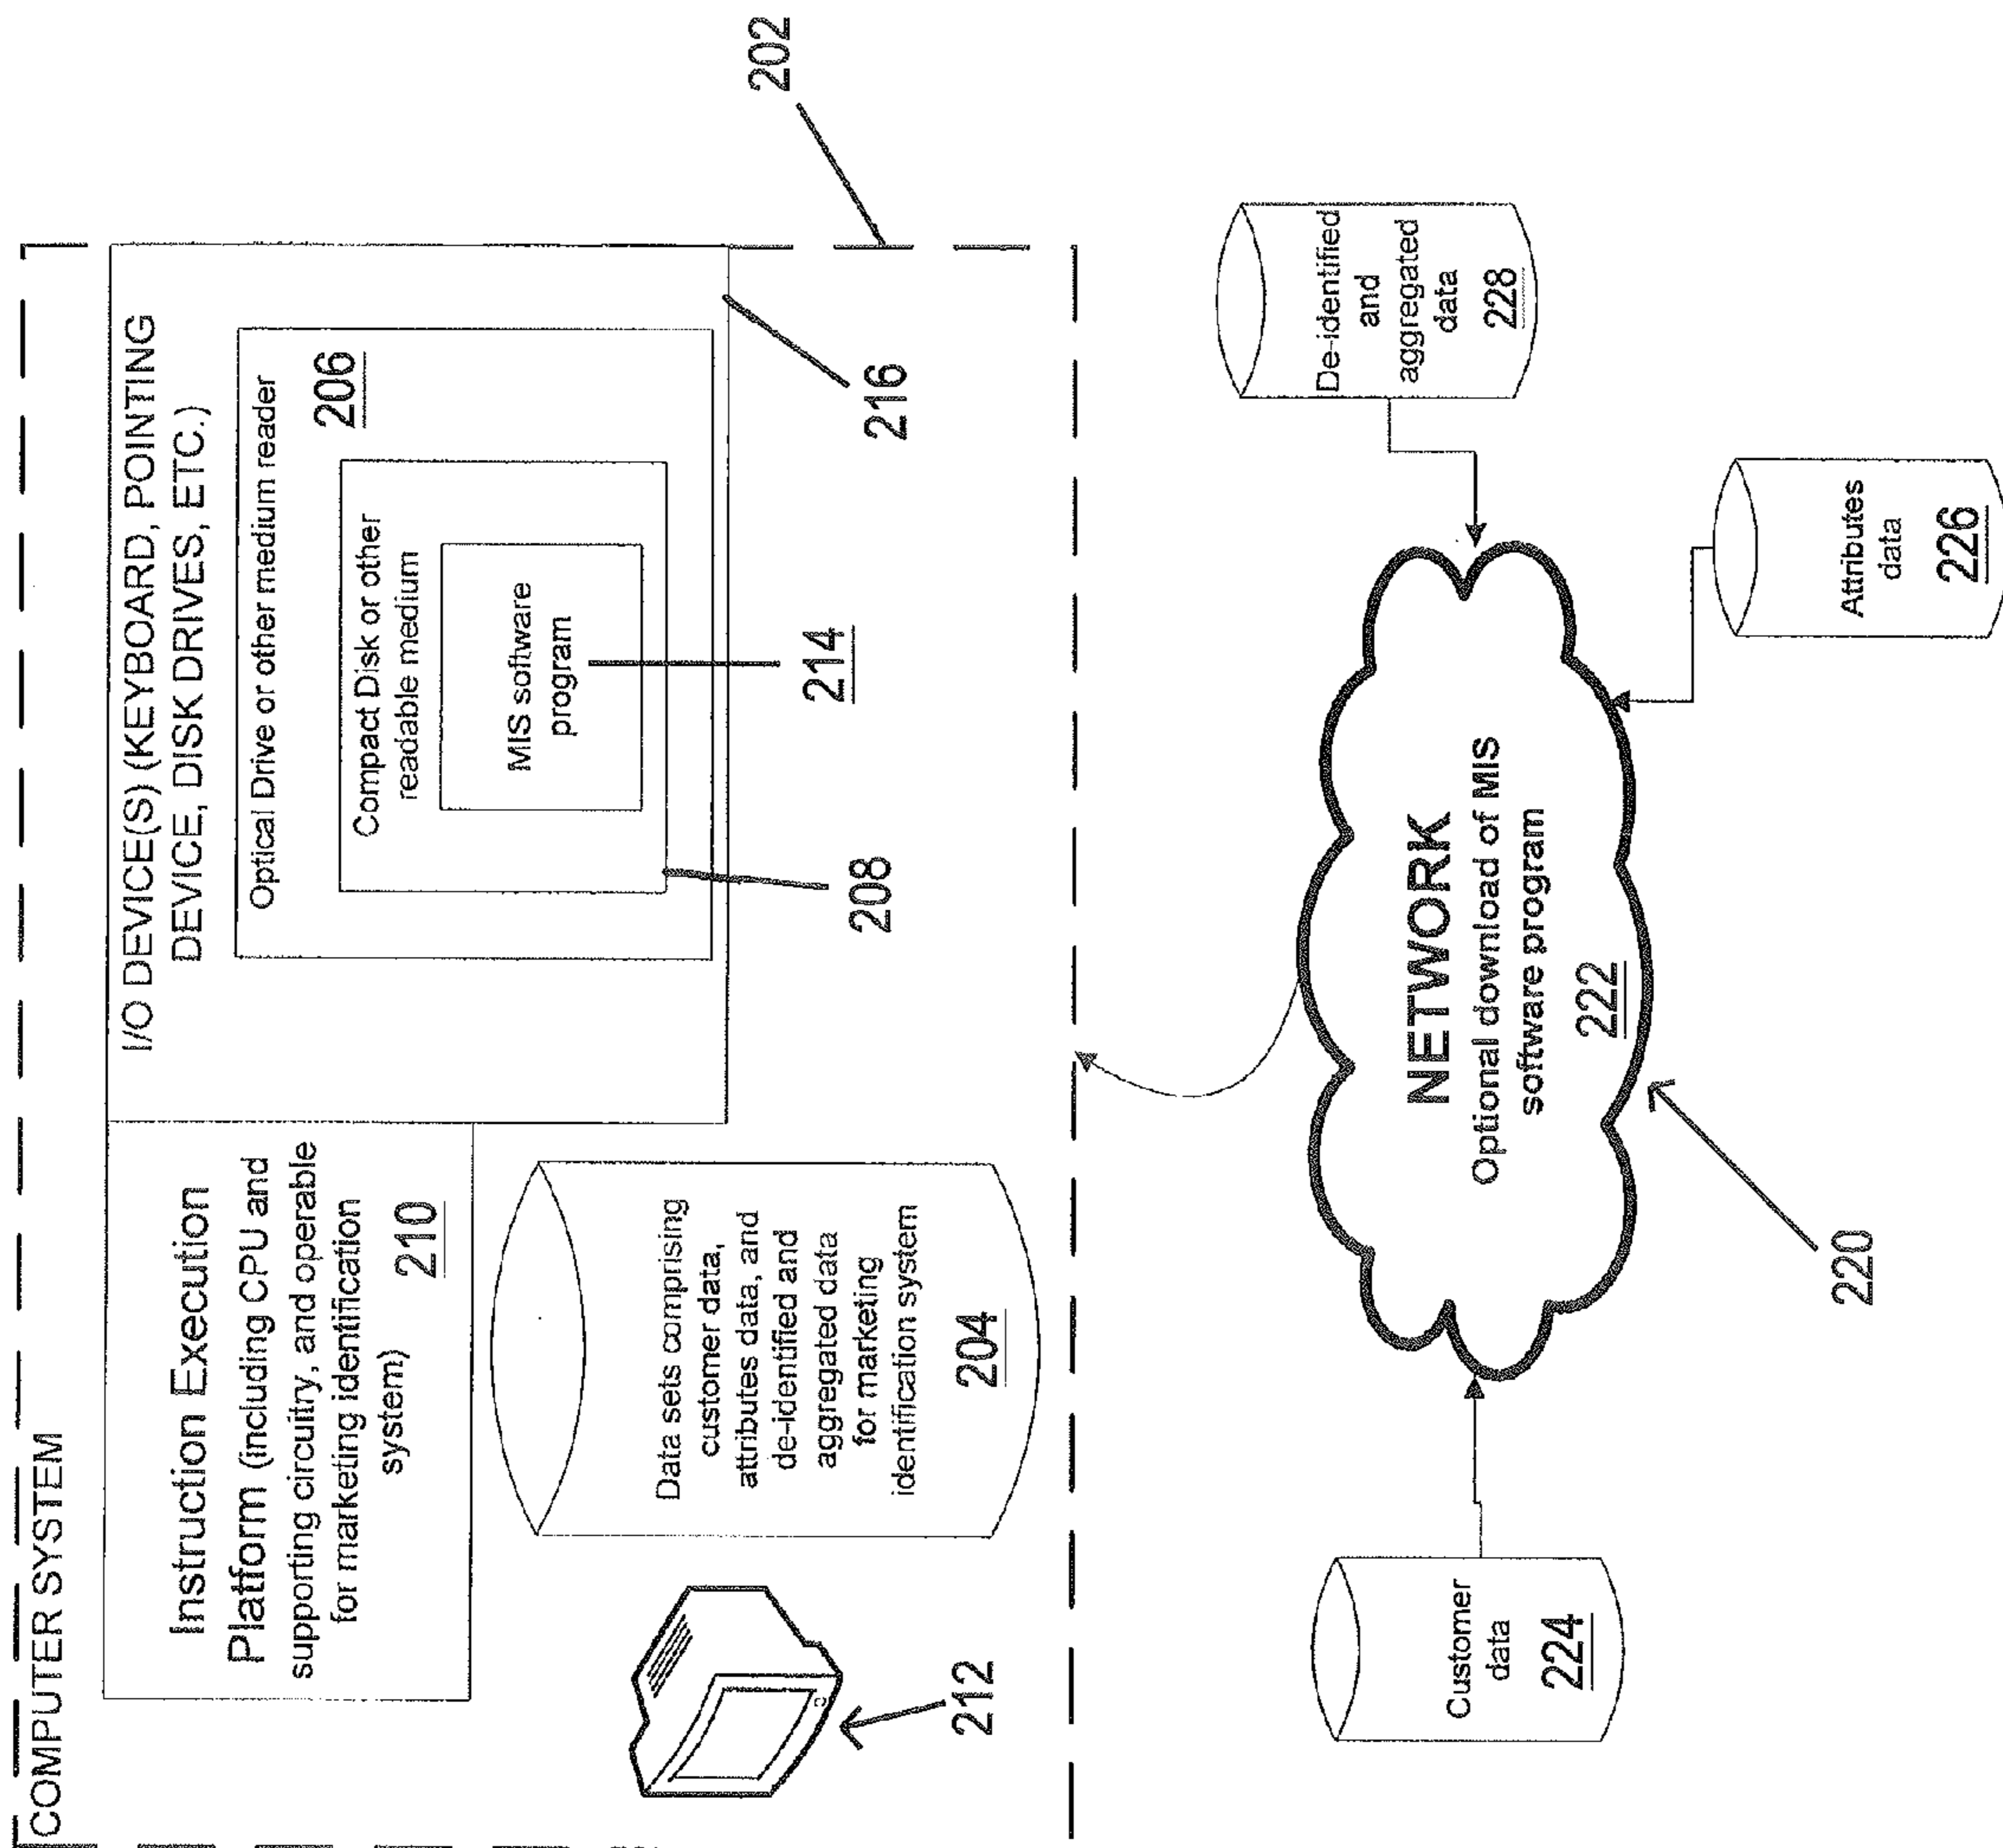 COMPUTER SYSTEM
Instruction Execution
Platform (including CPU and
supporting circuitry, and operable
for marketing identification
system)
210
I/O DEVICE(S) (KEYBOARD, POINTING
DEVICE, DISK DRIVES, ETC.)
Optical Drive or other medium reader
206
Compact Disk or other
readable medium
MIS software
program
214
208
216
202
212
Data sets comprising
customer data,
attributes data, and
de-identified and
aggregated data
for marketing
identification system
204
NETWORK
Optional download of MIS
software program
222
220
Customer
data
224
Attributes
data
226
De-identified
and
aggregated
data
228